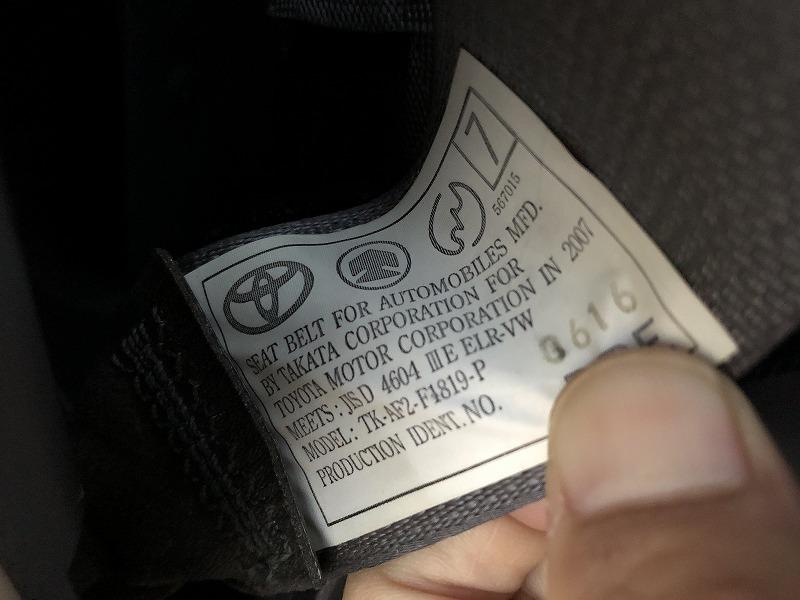 7
567015
SEAT BELT FOR AUTOMOBILES MFD.
BY TAKATA CORPORATION FOR
TOYOTA MOTOR CORPORATION IN 2007
MEETS: JIS D 4604 III E ELR-VW
MODEL: TK-AF2-F1819-P
PRODUCTION IDENT. NO.
616